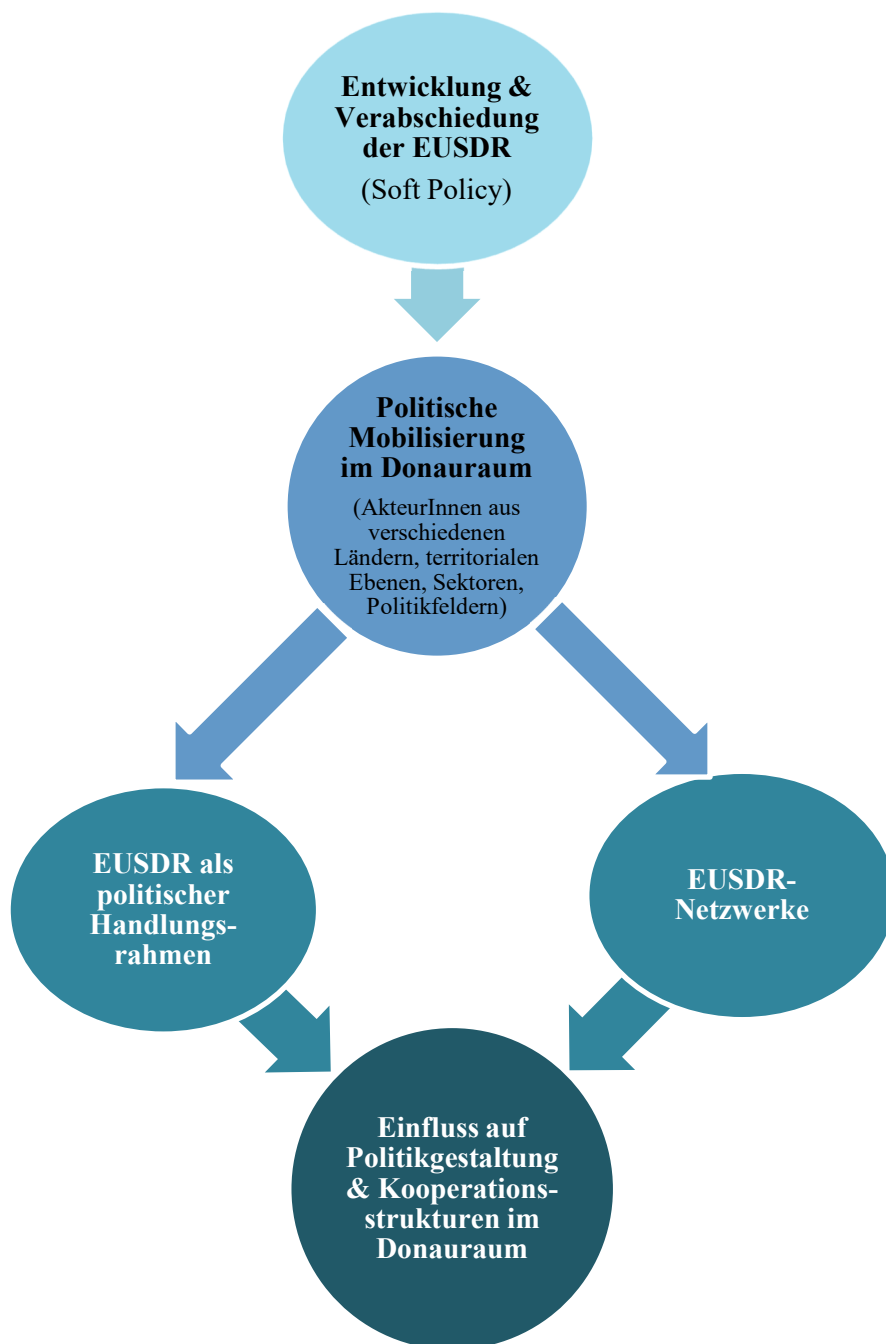 Entwicklung &
Verabschiedung
der EUSDR
(Soft Policy)
Politische
Mobilisierung
im Donauraum
(AkteurInnen aus
verschiedenen
Ländern, territorialen
Ebenen, Sektoren,
Politikfeldern)
EUSDR als
politischer
Handlungs-
rahmen
EUSDR-
Netzwerke
Einfluss auf
Politikgestaltung
& Kooperations-
strukturen im
Donauraum